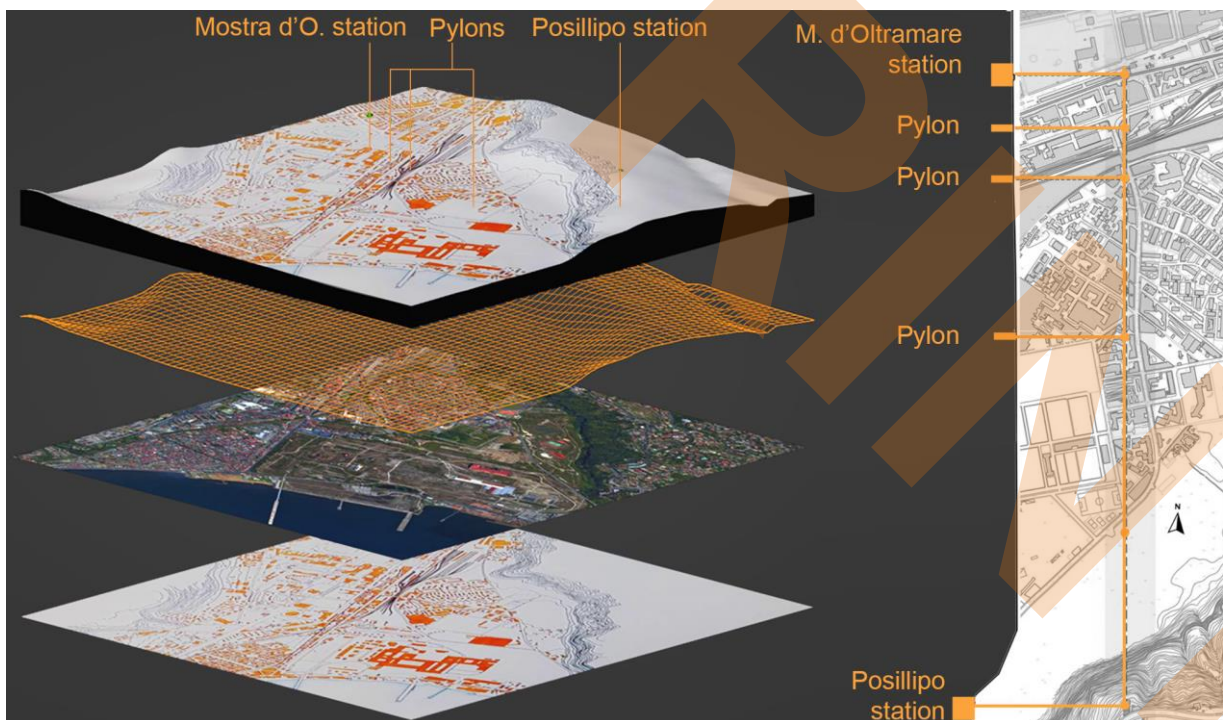 Mostra d'O. station
Pylons
Posillipo station
M. d'Oltramare
station
Pylon
Pylon
Pylon
N
Posillipo
station